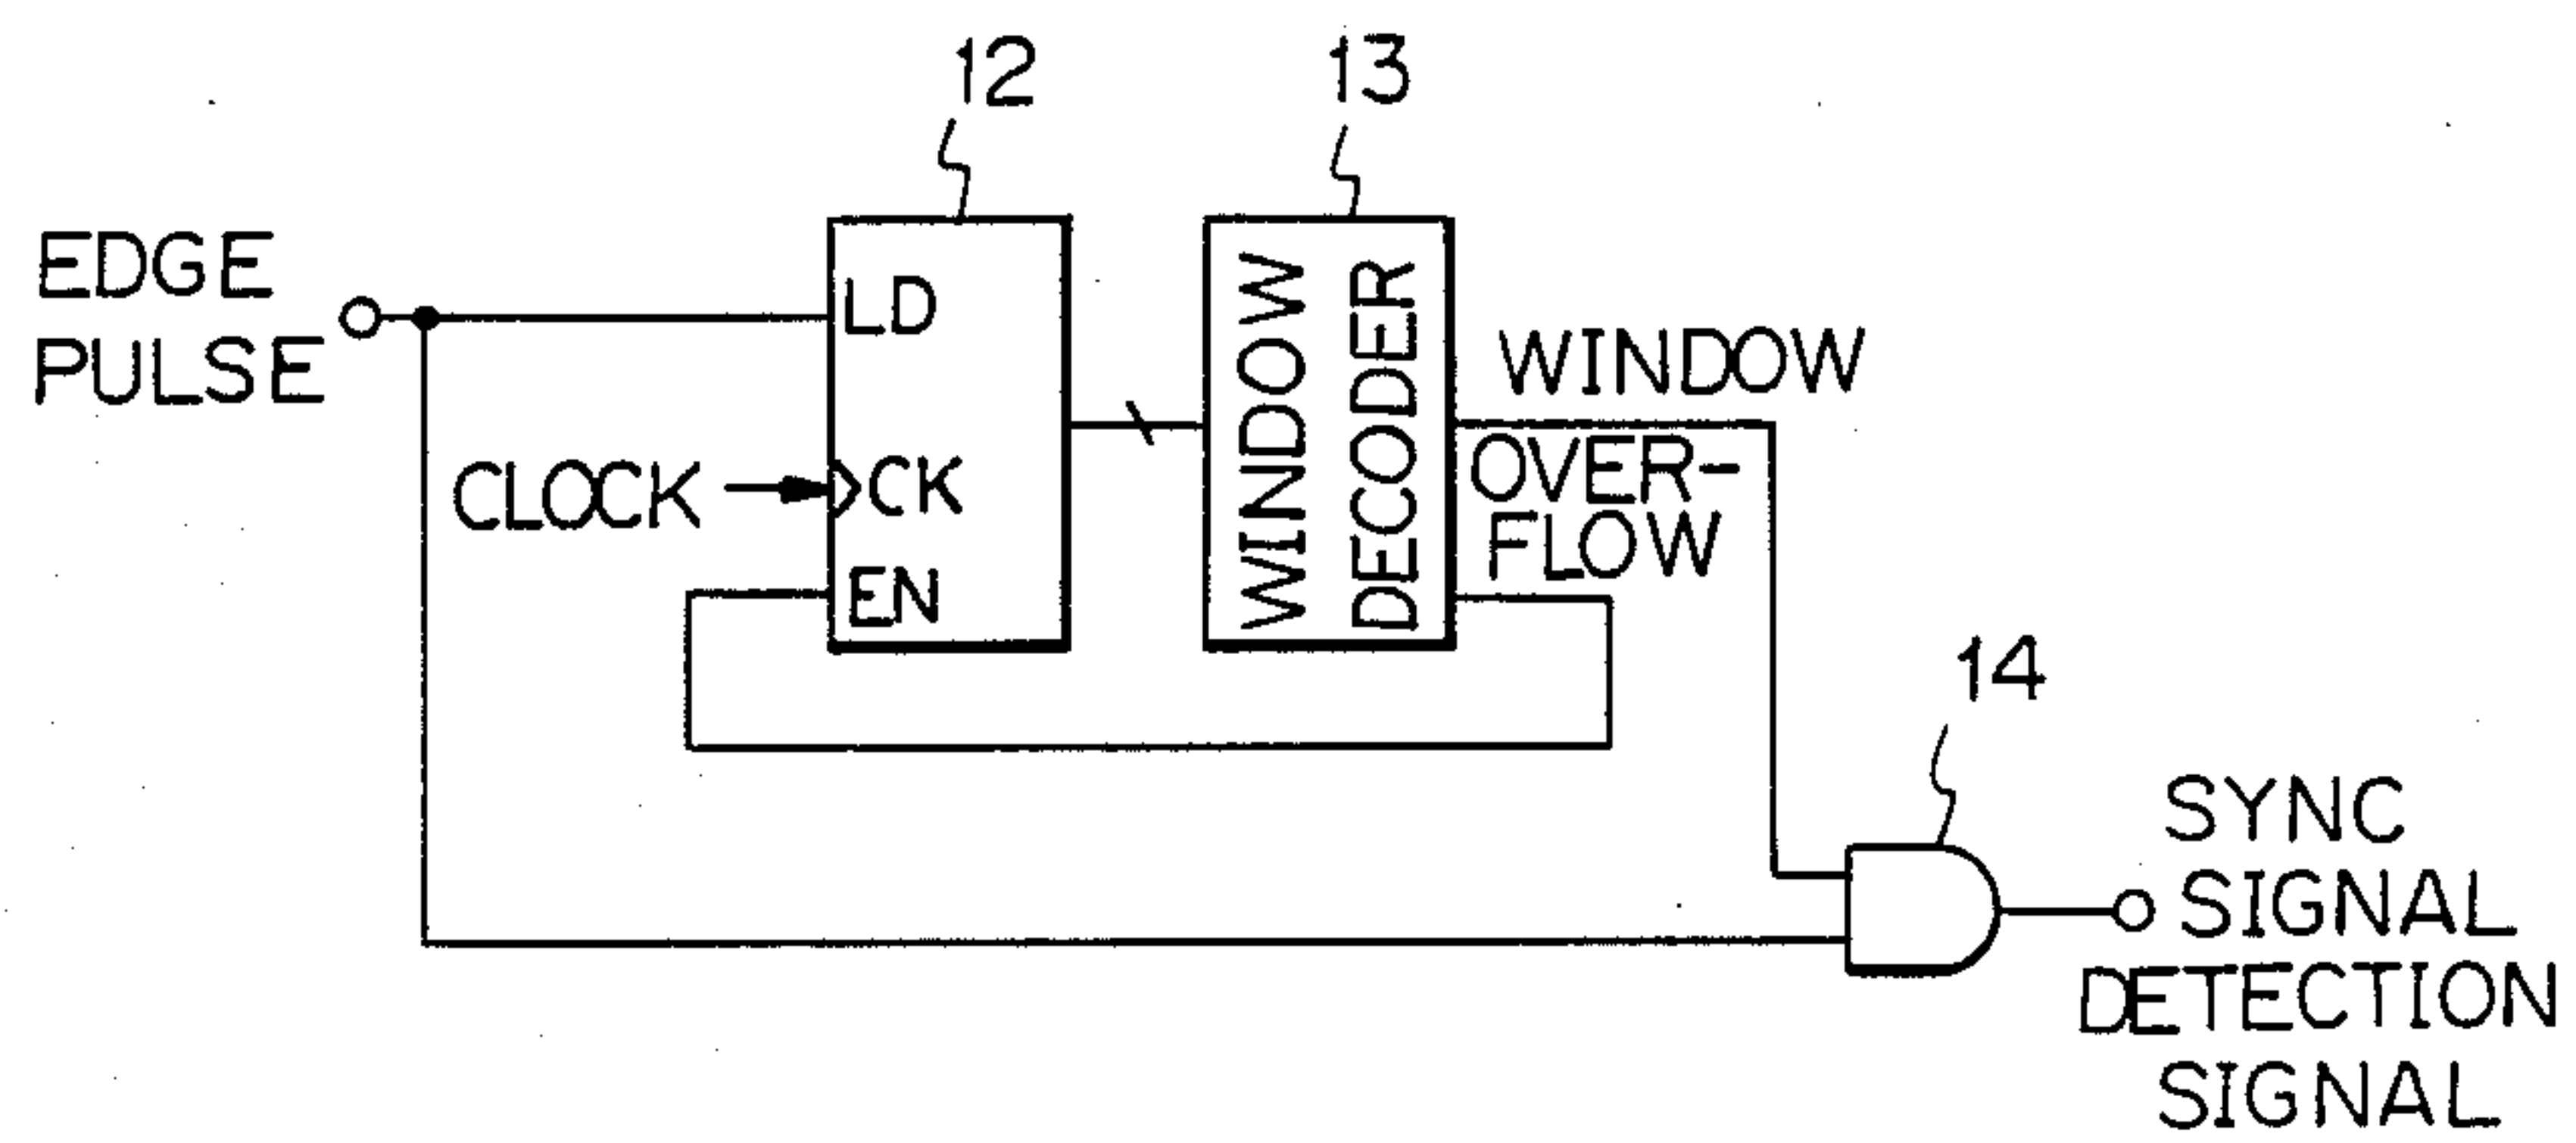 12
13
EDGE
PULSE
LD
CLOCK
CK
EN
WINDOW
DECODER
WINDOW
OVER-
FLOW
14
SYNC
SIGNAL
DETECTION
SIGNAL